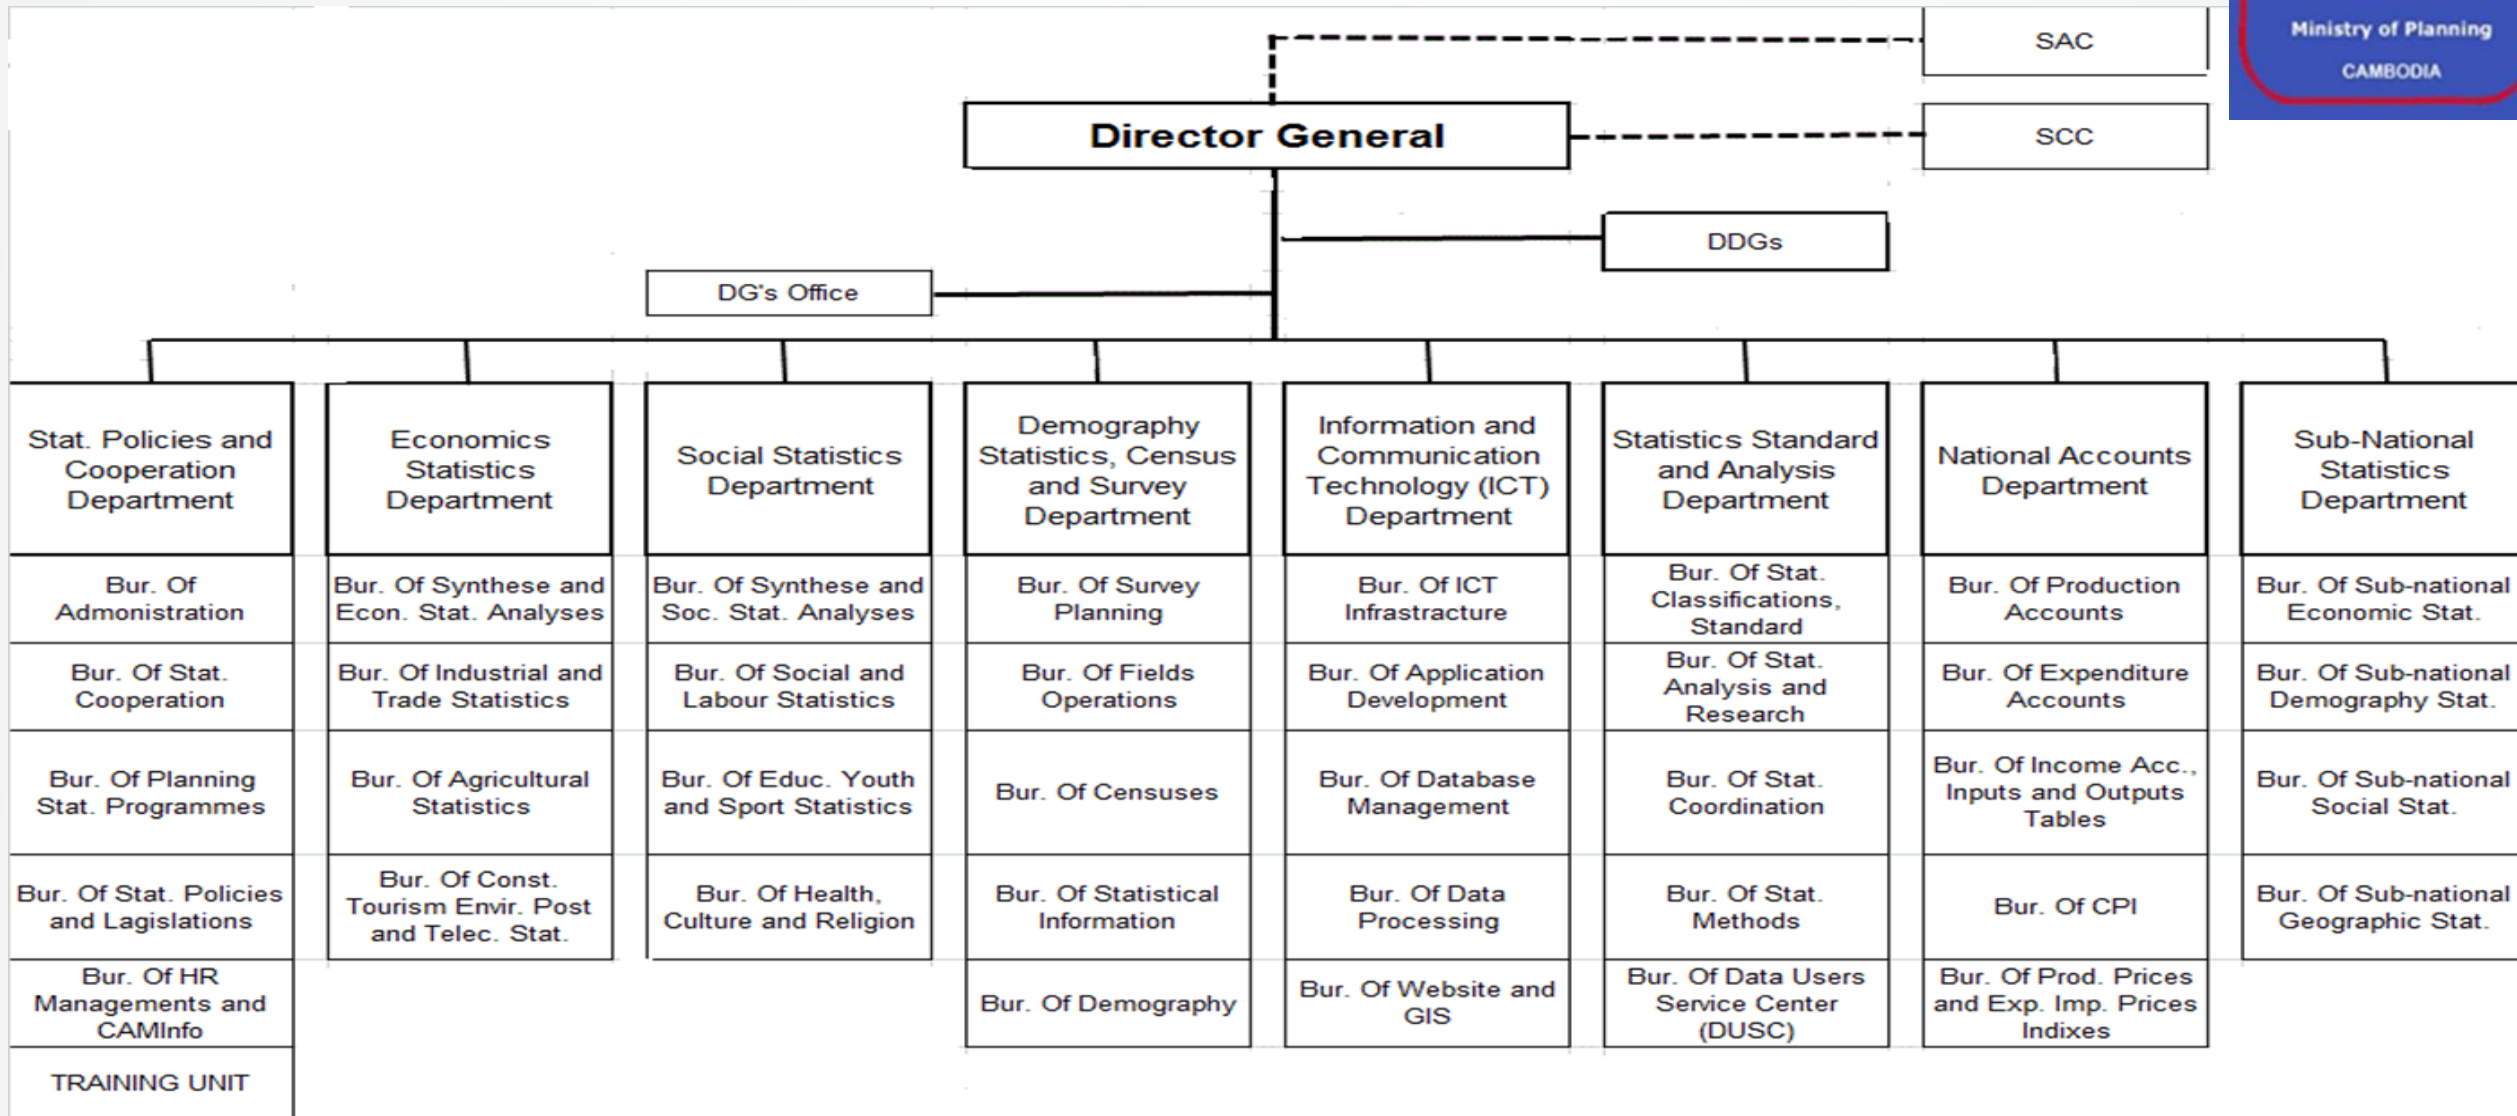 Ministry of Planning
CAMBODIA
SAC
Director General
SCC
DDGs
DG's Office
Stat. Policies and
Cooperation
Department
Bur. Of
Admonistration
Bur. Of Stat.
Cooperation
Bur. Of Planning
Stat. Programmes
Bur. Of Stat. Policies
and Lagislations
Bur. Of HR
Managements and
CAMInfo
TRAINING UNIT
Economics
Statistics
Department
Bur. Of Synthese and
Econ. Stat. Analyses
Bur. Of Industrial and
Trade Statistics
Bur. Of Agricultural
Statistics
Bur. Of Const.
Tourism Envir. Post
and Telec. Stat.
Social Statistics
Department
Bur. Of Synthese and
Soc. Stat. Analyses
Bur. Of Social and
Labour Statistics
Bur. Of Educ. Youth
and Sport Statistics
Bur. Of Health,
Culture and Religion
Demography
Statistics, Census
and Survey
Department
Bur. Of Survey
Planning
Bur. Of Fields
Operations
Bur. Of Censuses
Bur. Of Statistical
Information
Bur. Of Demography
Information and
Communication
Technology (ICT)
Department
Bur. Of ICT
Infrastracture
Bur. Of Application
Development
Bur. Of Database
Management
Bur. Of Data
Processing
Bur. Of Website and
GIS
Statistics Standard
and Analysis
Department
Bur. Of Stat.
Classifications,
Standard
Bur. Of Stat.
Analysis and
Research
Bur. Of Stat.
Coordination
Bur. Of Stat.
Methods
Bur. Of Data Users
Service Center
(DUSC)
National Accounts
Department
Bur. Of Production
Accounts
Bur. Of Expenditure
Accounts
Bur. Of Income Acc.,
Inputs and Outputs
Tables
Bur. Of CPI
Bur. Of Prod. Prices
and Exp. Imp. Prices
Indixes
Sub-National
Statistics
Department
Bur. Of Sub-national
Economic Stat.
Bur. Of Sub-national
Demography Stat.
Bur. Of Sub-national
Social Stat.
Bur. Of Sub-national
Geographic Stat.